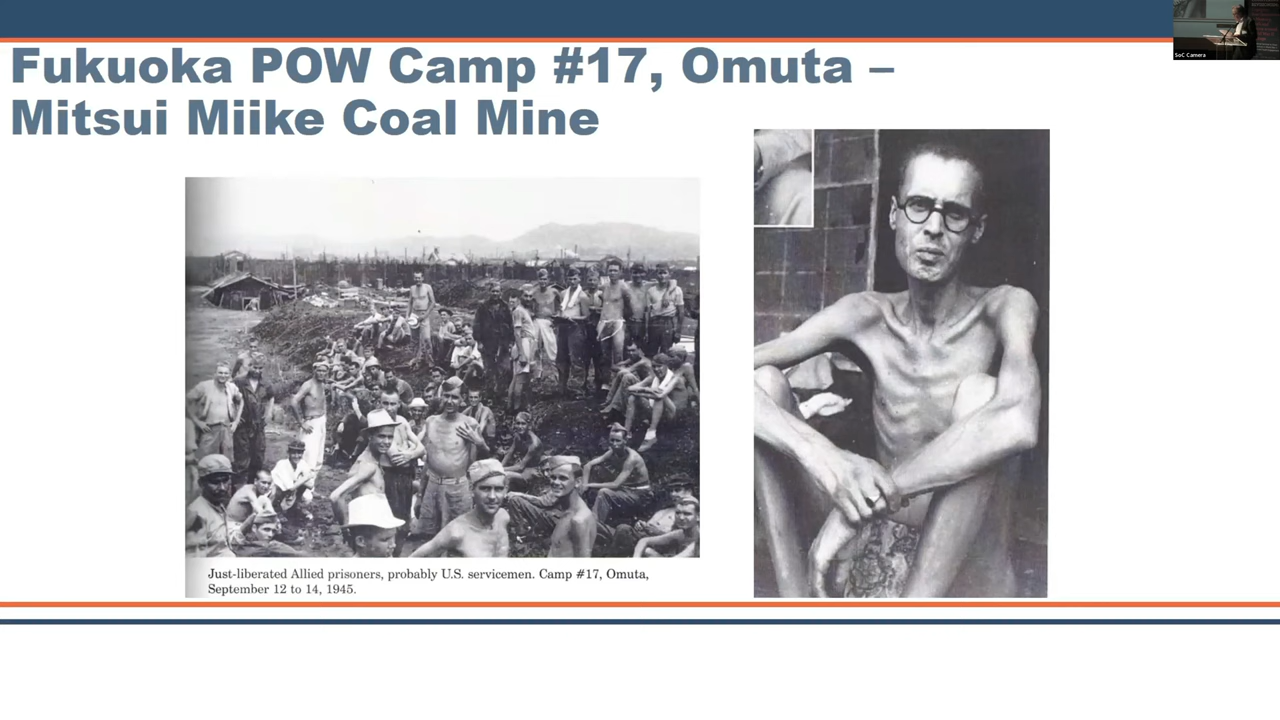 SoC Camera
Fukuoka POW Camp #17, Omuta –
Mitsui Miike Coal Mine
Just-liberated Allied prisoners, probably U.S. servicemen. Camp #17, Omuta,
September 12 to 14, 1945.